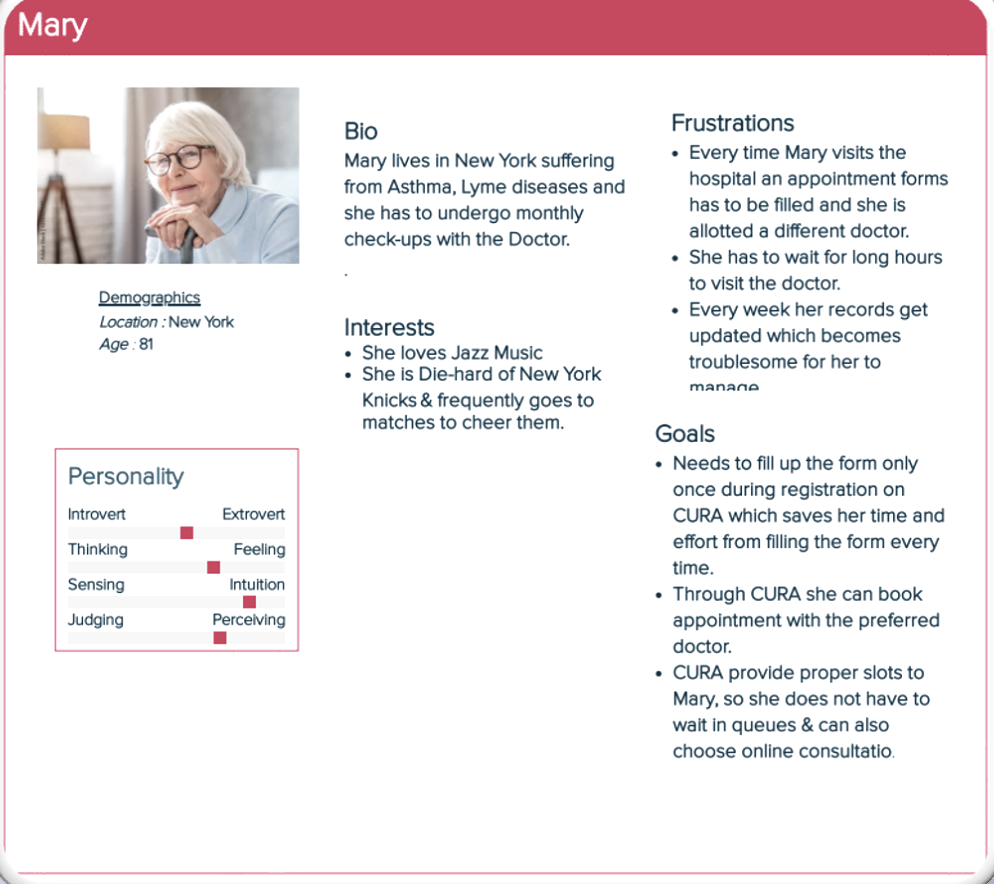 Mary
Demographics
Location : New York
Age : 81
Personality
Introvert Extrovert
Thinking Feeling
Sensing Intuition
Judging Perceiving
Bio
Mary lives in New York suffering
from Asthma, Lyme diseases and
she has to undergo monthly
check-ups with the Doctor.
.
Interests
• She loves Jazz Music
• She is Die-hard of New York
Knicks & frequently goes to
matches to cheer them.
Frustrations
• Every time Mary visits the
hospital an appointment forms
has to be filled and she is
allotted a different doctor.
• She has to wait for long hours
to visit the doctor.
• Every week her records get
updated which becomes
troublesome for her to
manage
Goals
• Needs to fill up the form only
once during registration on
CURA which saves her time and
effort from filling the form every
time.
• Through CURA she can book
appointment with the preferred
doctor.
• CURA provide proper slots to
Mary, so she does not have to
wait in queues & can also
choose online consultatio.